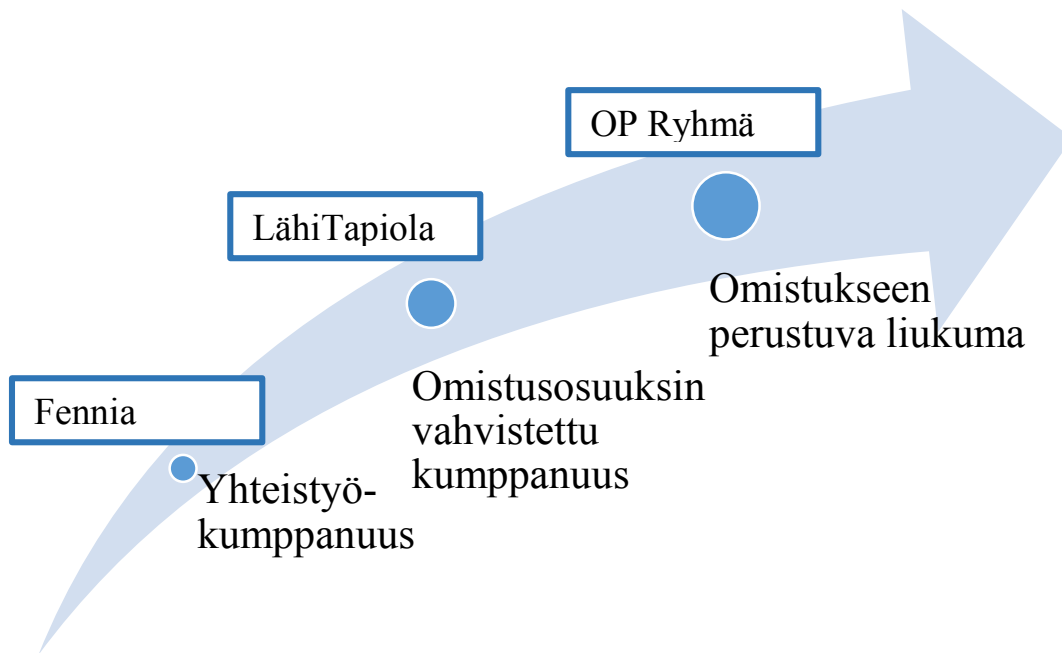 OP Ryhmä
LähiTapiola
Omistukseen
perustuva liukuma
Fennia
Omistusosuuksin
vahvistettu
kumppanuus
Yhteistyö-
kumppanuus